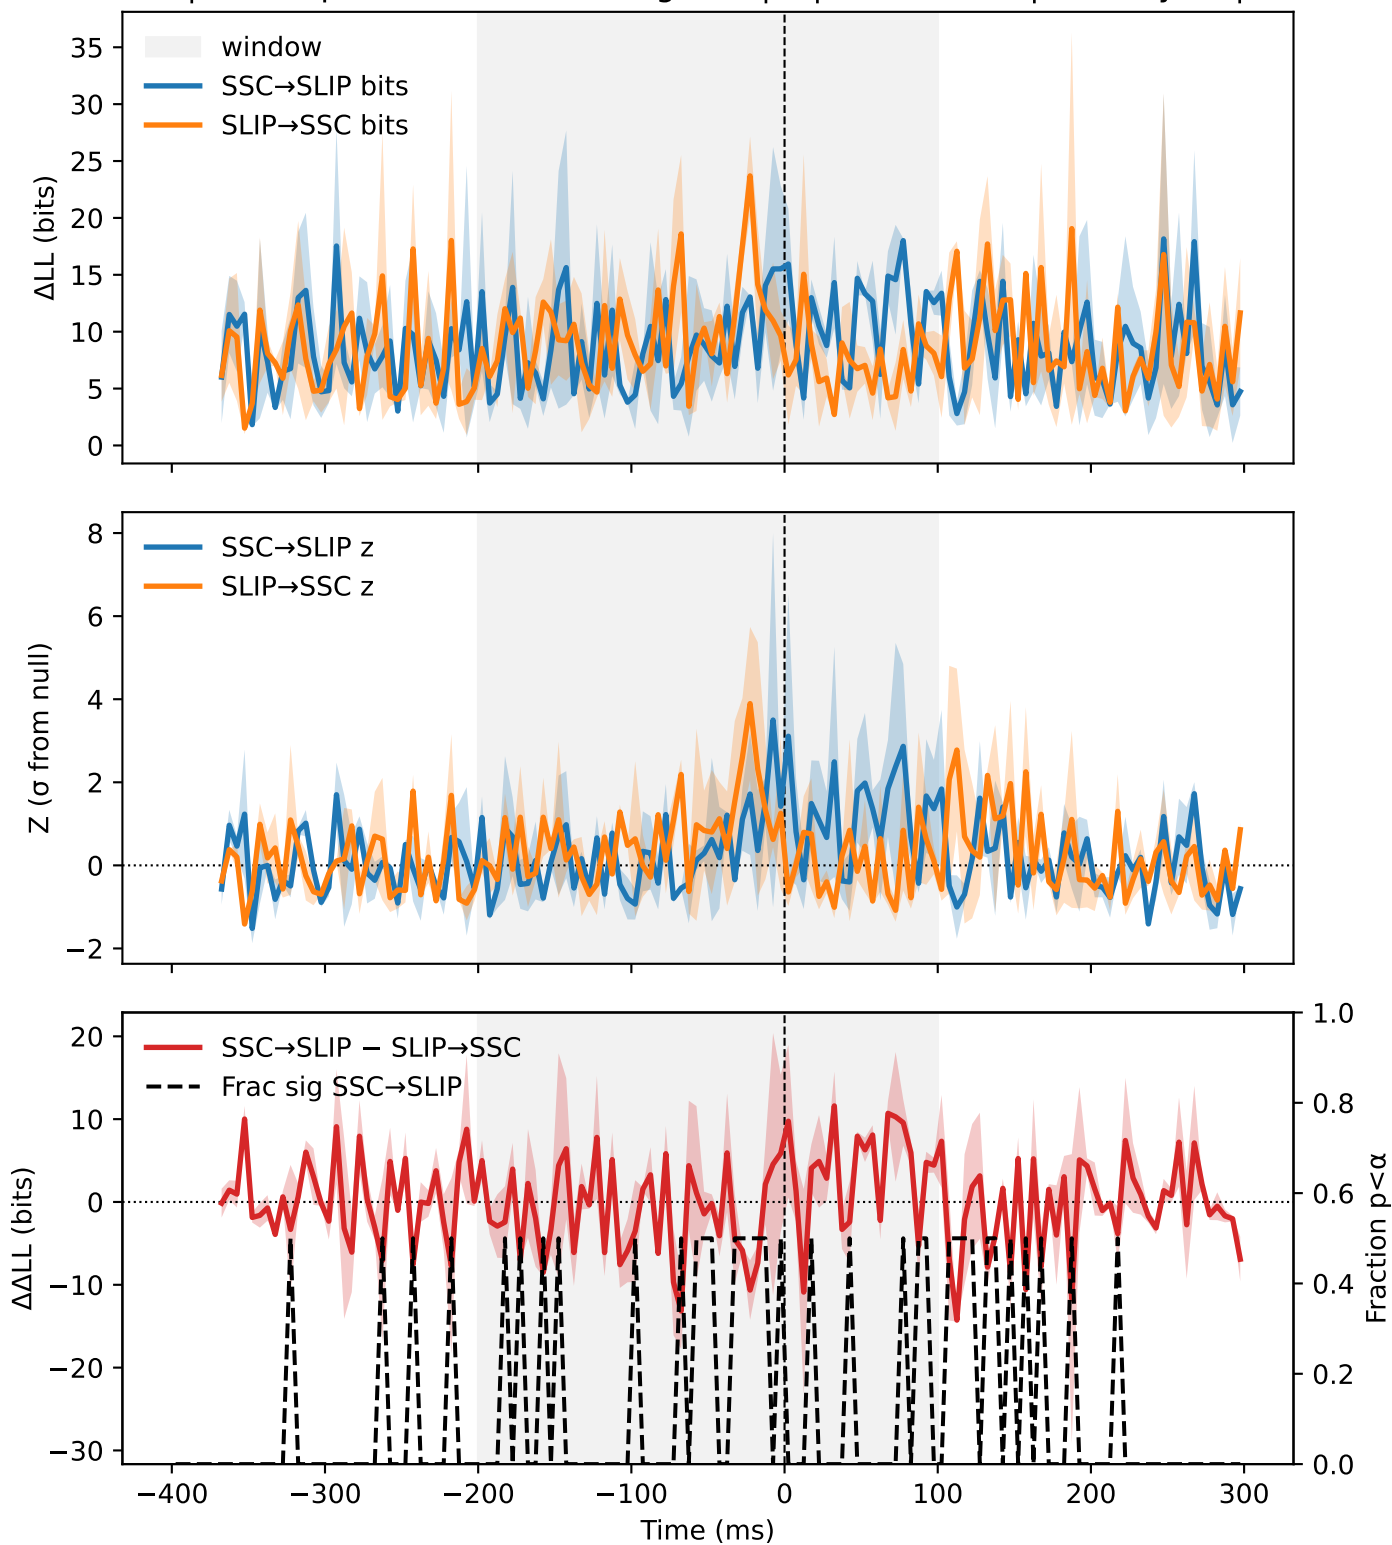 35
30
25
20
15
10
5
0
ΔLL (bits)
window
SSC→SLIP bits
SLIP→SSC bits
8
6
4
2
0
−2
Z (σ from null)
SSC→SLIP z
SLIP→SSC z
20
10
0
−10
−20
−30
ΔΔLL (bits)
SSC→SLIP − SLIP→SSC
Frac sig SSC→SLIP
1.0
0.8
0.6
0.4
0.2
0.0
Fraction p<α
−400
−300
−200
−100
0
100
200
300
Time (ms)